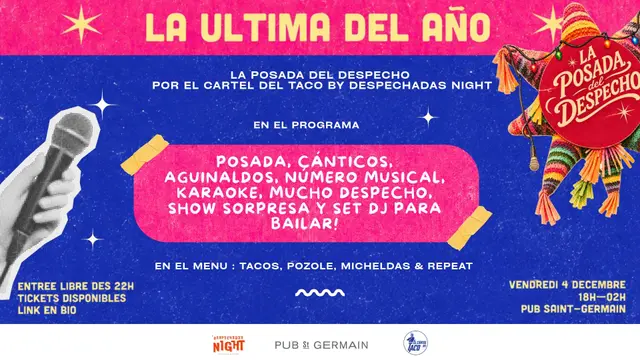 LA ULTIMA DEL AÑO
LA POSADA DEL DESPECHO
POR EL CARTEL DEL TACO BY DESPECHADAS NIGHT
LA
POSADA
del
DESPECHO
EN EL PROGRAMA
POSADA, CÁNTICOS,
AGUINALDOS, NÚMERO MUSICAL,
KARAOKE, MUCHO DESPECHO,
SHOW SORPRESA Y SET DJ PARA
BAILAR!
EN EL MENU : TACOS, POZOLE, MICHELDAS & REPEAT
ENTREE LIBRE DES 22H
TICKETS DISPONIBLES
LINK EN BIO
VENDREDI 4 DECEMBRE
18H—02H
PUB SAINT-GERMAIN
DESPECHADAS
NIGHT
PUB St GERMAIN
TACO